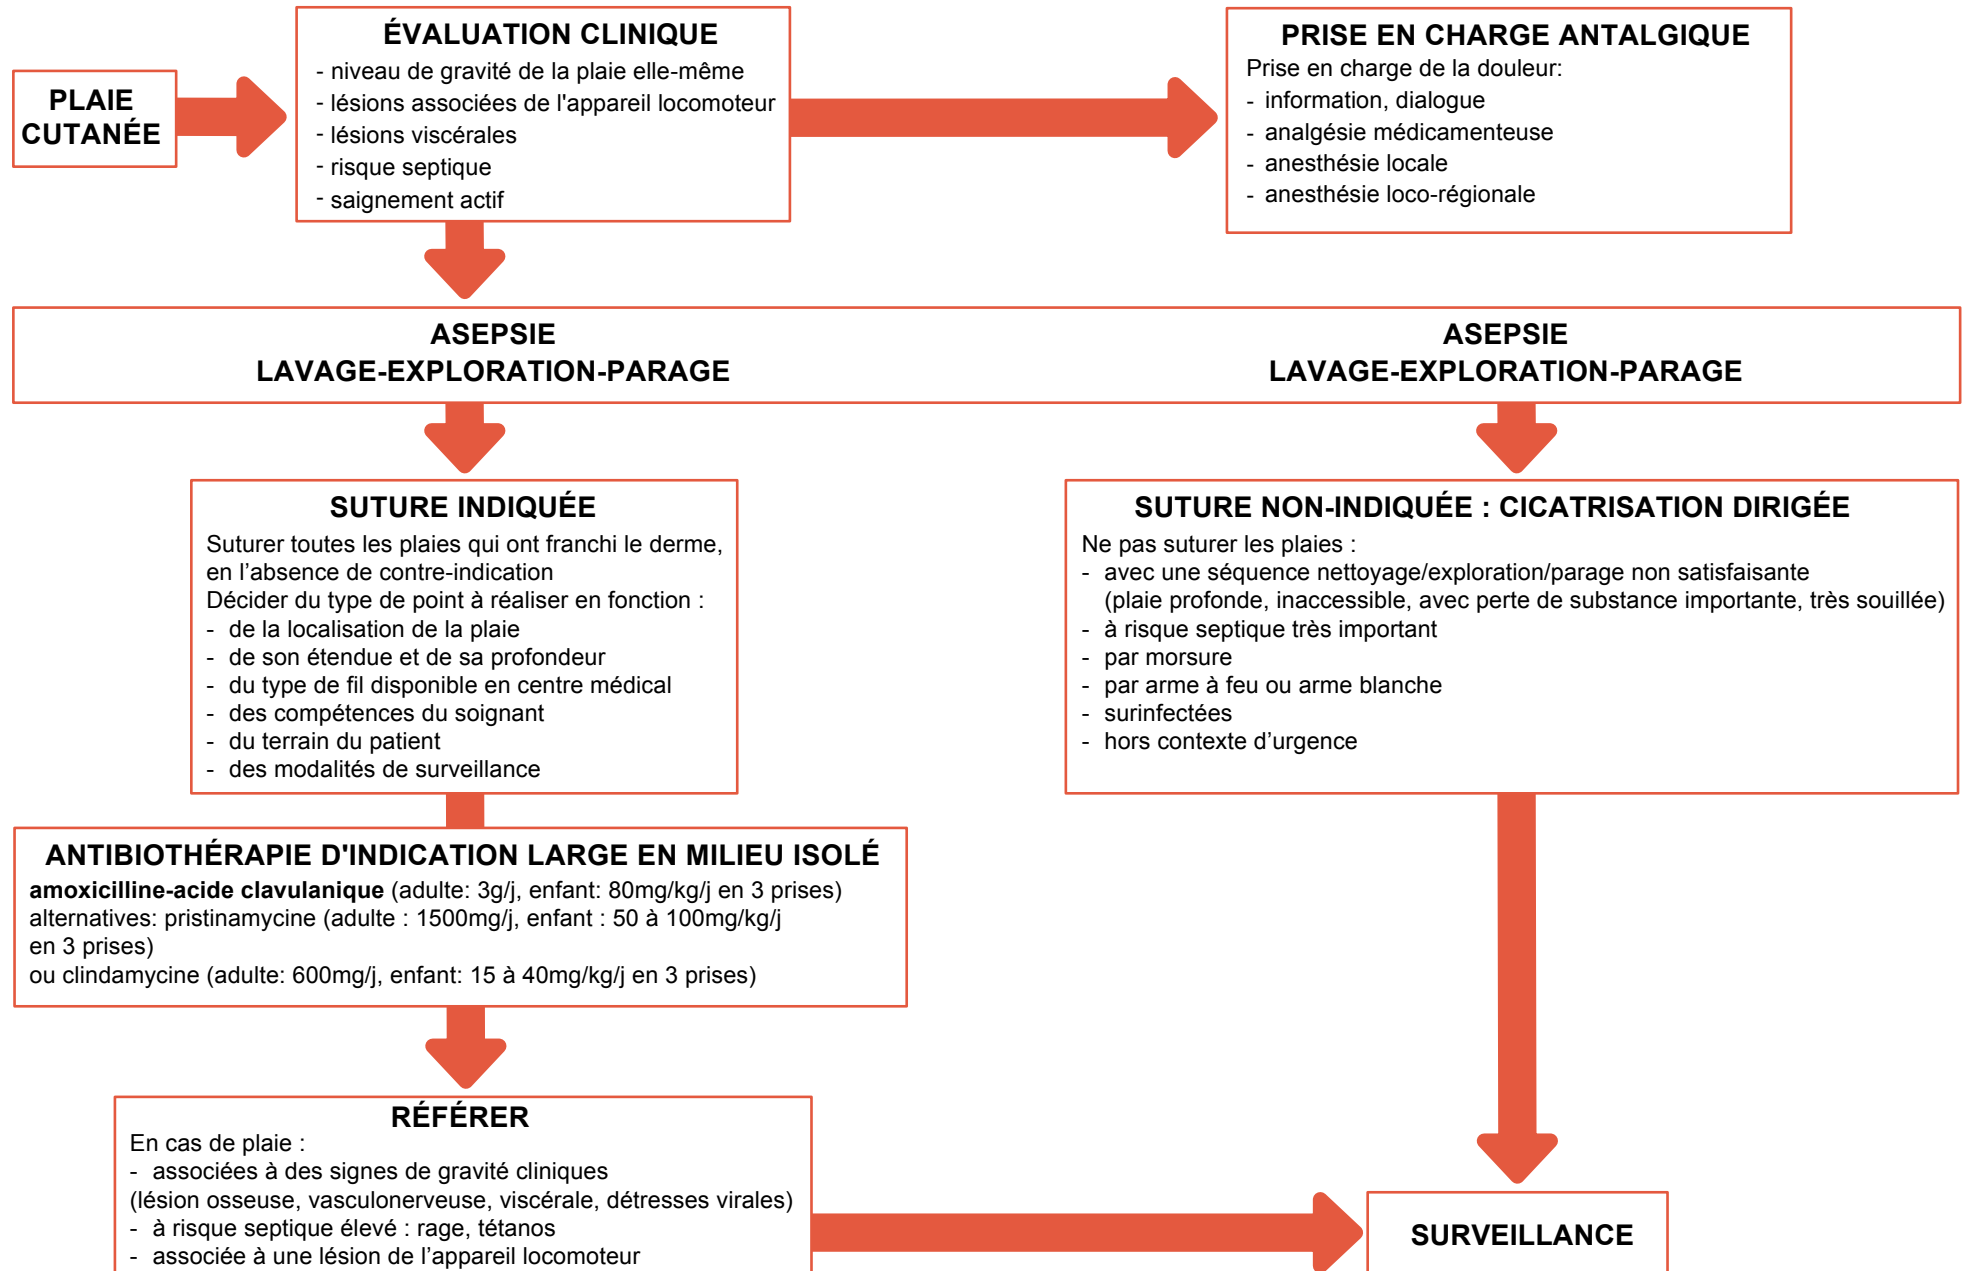 PLAIE
CUTANÉE
ÉVALUATION CLINIQUE
- niveau de gravité de la plaie elle-même
- lésions associées de l'appareil locomoteur
- lésions viscérales
- risque septique
- saignement actif
PRISE EN CHARGE ANTALGIQUE
Prise en charge de la douleur:
- information, dialogue
- analgésie médicamenteuse
- anesthésie locale
- anesthésie loco-régionale
ASEPSIE
LAVAGE-EXPLORATION-PARAGE
ASEPSIE
LAVAGE-EXPLORATION-PARAGE
SUTURE INDIQUÉE
Suturer toutes les plaies qui ont franchi le derme,
en l’absence de contre-indication
Décider du type de point à réaliser en fonction :
- de la localisation de la plaie
- de son étendue et de sa profondeur
- du type de fil disponible en centre médical
- des compétences du soignant
- du terrain du patient
- des modalités de surveillance
SUTURE NON-INDIQUÉE : CICATRISATION DIRIGÉE
Ne pas suturer les plaies :
- avec une séquence nettoyage/exploration/parage non satisfaisante
(plaie profonde, inaccessible, avec perte de substance importante, très souillée)
- à risque septique très important
- par morsure
- par arme à feu ou arme blanche
- surinfectées
- hors contexte d’urgence
ANTIBIOTHÉRAPIE D'INDICATION LARGE EN MILIEU ISOLÉ
amoxicilline-acide clavulanique (adulte: 3g/j, enfant: 80mg/kg/j en 3 prises)
alternatives: pristinamycine (adulte : 1500mg/j, enfant : 50 à 100mg/kg/j
en 3 prises)
ou clindamycine (adulte: 600mg/j, enfant: 15 à 40mg/kg/j en 3 prises)
RÉFÉRER
En cas de plaie :
- associées à des signes de gravité cliniques
(lésion osseuse, vasculonerveuse, viscérale, détresses virales)
- à risque septique élevé : rage, tétanos
- associée à une lésion de l’appareil locomoteur
SURVEILLANCE